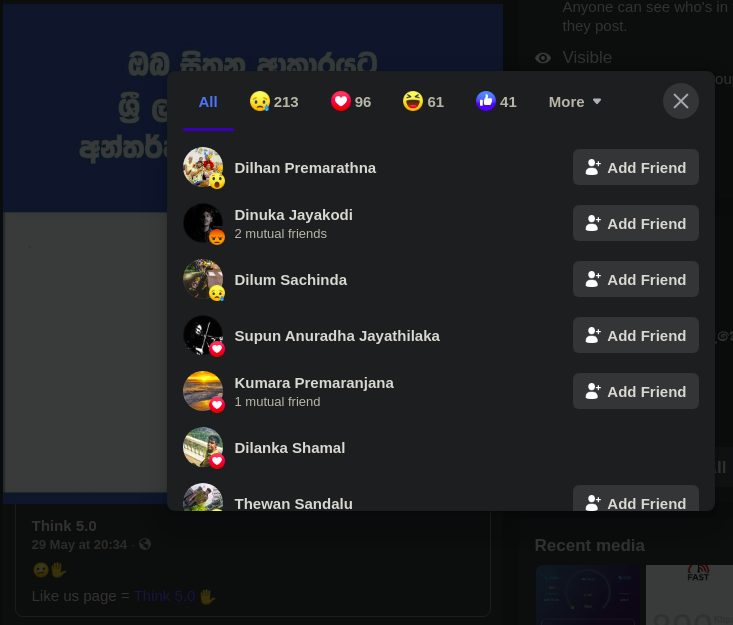 Anyone can see who's in
they post.
Visible
ඔබ සිතන ආකාරයට
ශ්‍රී ල
All
213
96
61
41
More
Dilhan Premarathna
Add Friend
Dinuka Jayakodi
2 mutual friends
Add Friend
Dilum Sachinda
Add Friend
Supun Anuradha Jayathilaka
Add Friend
Kumara Premaranjana
1 mutual friend
Add Friend
Dilanka Shamal
Thewan Sandalu
Add Friend
Think 5.0
29 May at 20:34 ·
😐✋
Like us page = Think 5.0 ✋
Recent media
FAST